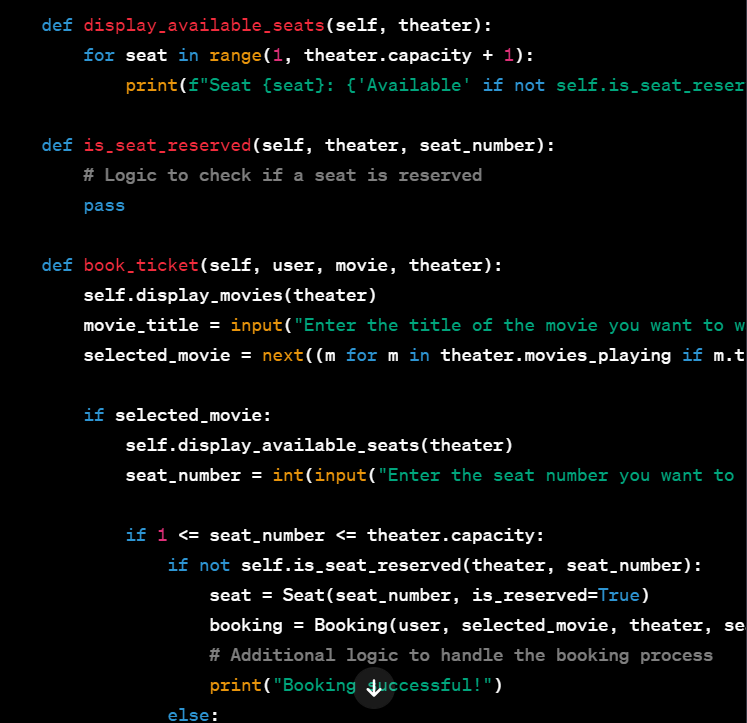 def display_available_seats(self, theater):
    for seat in range(1, theater.capacity + 1):
        print(f"Seat {seat}: {'Available' if not self.is_seat_reser

def is_seat_reserved(self, theater, seat_number):
    # Logic to check if a seat is reserved
    pass

def book_ticket(self, user, movie, theater):
    self.display_movies(theater)
    movie_title = input("Enter the title of the movie you want to w
    selected_movie = next((m for m in theater.movies_playing if m.t

    if selected_movie:
        self.display_available_seats(theater)
        seat_number = int(input("Enter the seat number you want to

        if 1 <= seat_number <= theater.capacity:
            if not self.is_seat_reserved(theater, seat_number):
                seat = Seat(seat_number, is_reserved=True)
                booking = Booking(user, selected_movie, theater, se
                # Additional logic to handle the booking process
                print("Booking successful!")
            else: